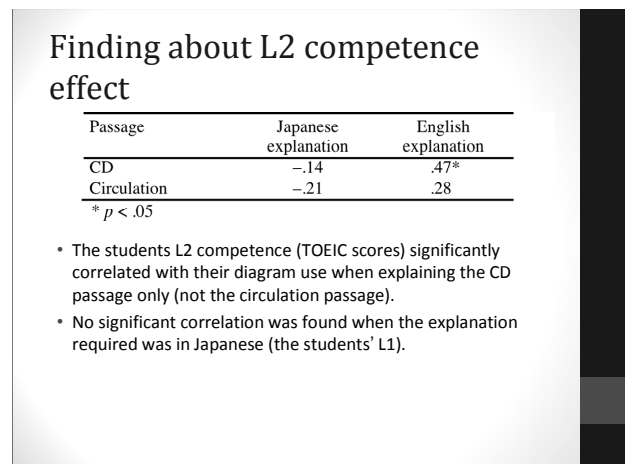 Finding about L2 competence
effect
Passage Japanese English
explanation explanation
CD –.14 .47*
Circulation –.21 .28
* p < .05
• The students L2 competence (TOEIC scores) significantly
correlated with their diagram use when explaining the CD
passage only (not the circulation passage).
• No significant correlation was found when the explanation
required was in Japanese (the students’ L1).